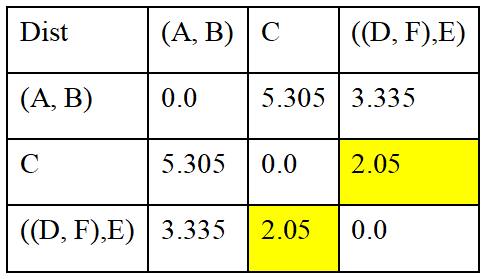 Dist (A, B) C ((D, F),E)
(A, B) 0.0 5.305 3.335
C 5.305 0.0 2.05
((D, F),E) 3.335 2.05 0.0